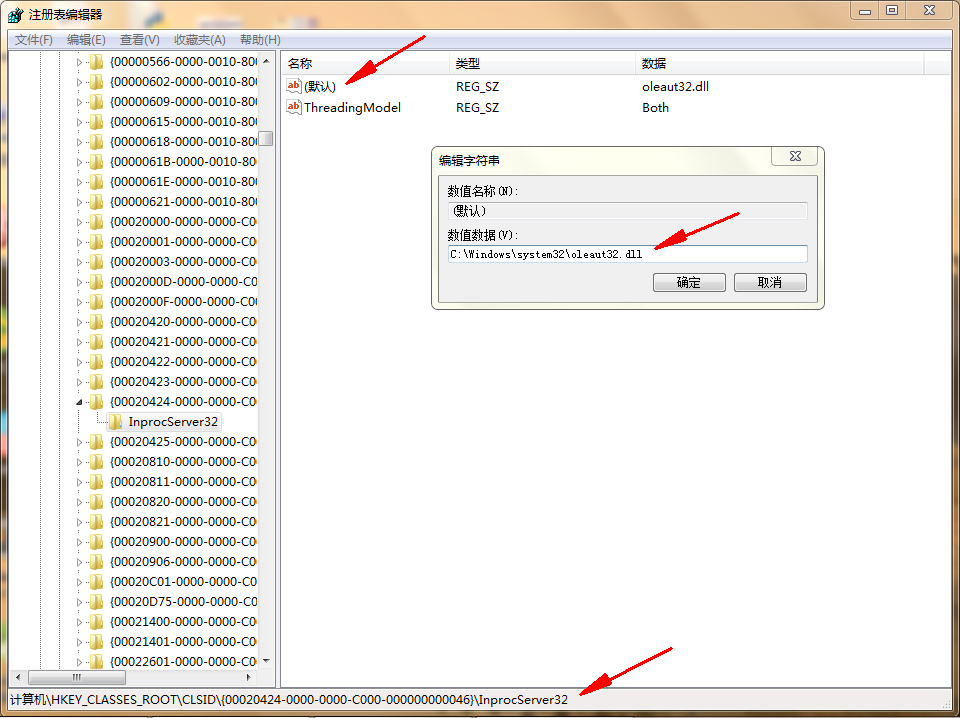 注册表编辑器
文件(F) 编辑(E) 查看(V) 收藏夹(A) 帮助(H)
{00000566-0000-0010-800
{00000602-0000-0010-800
{00000609-0000-0010-800
{00000615-0000-0010-800
{00000618-0000-0010-800
{0000061B-0000-0010-80
{0000061E-0000-0010-80
{00000621-0000-0010-80
{00020000-0000-0000-C0
{00020001-0000-0000-C0
{00020003-0000-0000-C0
{0002000D-0000-0000-C0
{0002000F-0000-0000-C0
{00020420-0000-0000-C0
{00020421-0000-0000-C0
{00020422-0000-0000-C0
{00020423-0000-0000-C0
{00020424-0000-0000-C0
InprocServer32
{00020425-0000-0000-C0
{00020810-0000-0000-C0
{00020811-0000-0000-C0
{00020820-0000-0000-C0
{00020821-0000-0000-C0
{00020900-0000-0000-C0
{00020906-0000-0000-C0
{00020C01-0000-0000-C0
{00020D75-0000-0000-C0
{00021400-0000-0000-C0
{00021401-0000-0000-C0
{00022601-0000-0000-C0
名称 类型 数据
(默认) REG_SZ oleaut32.dll
ThreadingModel REG_SZ Both
编辑字符串
数值名称(N):
(默认)
数值数据(V):
C:\Windows\system32\oleaut32.dll
确定 取消
计算机\HKEY_CLASSES_ROOT\CLSID\{00020424-0000-0000-C000-000000000046}\InprocServer32